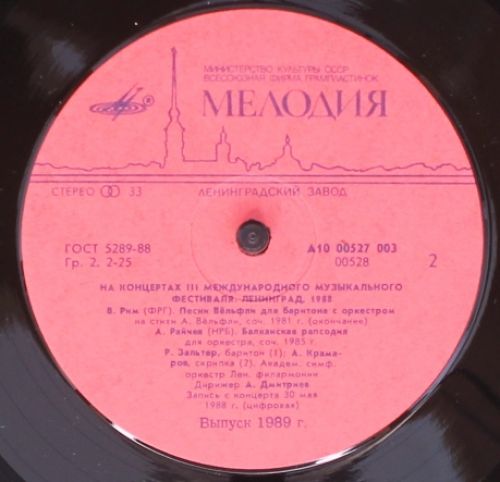 МИНИСТЕРСТВО КУЛЬТУРЫ СССР
ВСЕСОЮЗНАЯ ФИРМА ГРАМПЛАСТИНОК
МЕЛОДИЯ
®
СТЕРЕО 33 ЛЕНИНГРАДСКИЙ ЗАВОД
ГОСТ 5289-88 А10 00527 003
Гр. 2. 2-25 00528 2
НА КОНЦЕРТАХ III МЕЖДУНАРОДНОГО МУЗЫКАЛЬНОГО
ФЕСТИВАЛЯ. ЛЕНИНГРАД, 1988
В. Рим (ФРГ). Песни Вёльфли для баритона с оркестром
на стихи А. Вёльфли, соч. 1981 г. (окончание)
А. Райчев (НРБ). Балканская рапсодия
для оркестра, соч. 1985 г.
Р. Зальтер, баритон (1); А. Крама-
ров, скрипка (2). Академ. симф.
оркестр Лен. филармонии
Дирижер А. Дмитриев
Запись с концерта 30 мая
1988 г. (цифровая)
Выпуск 1989 г.